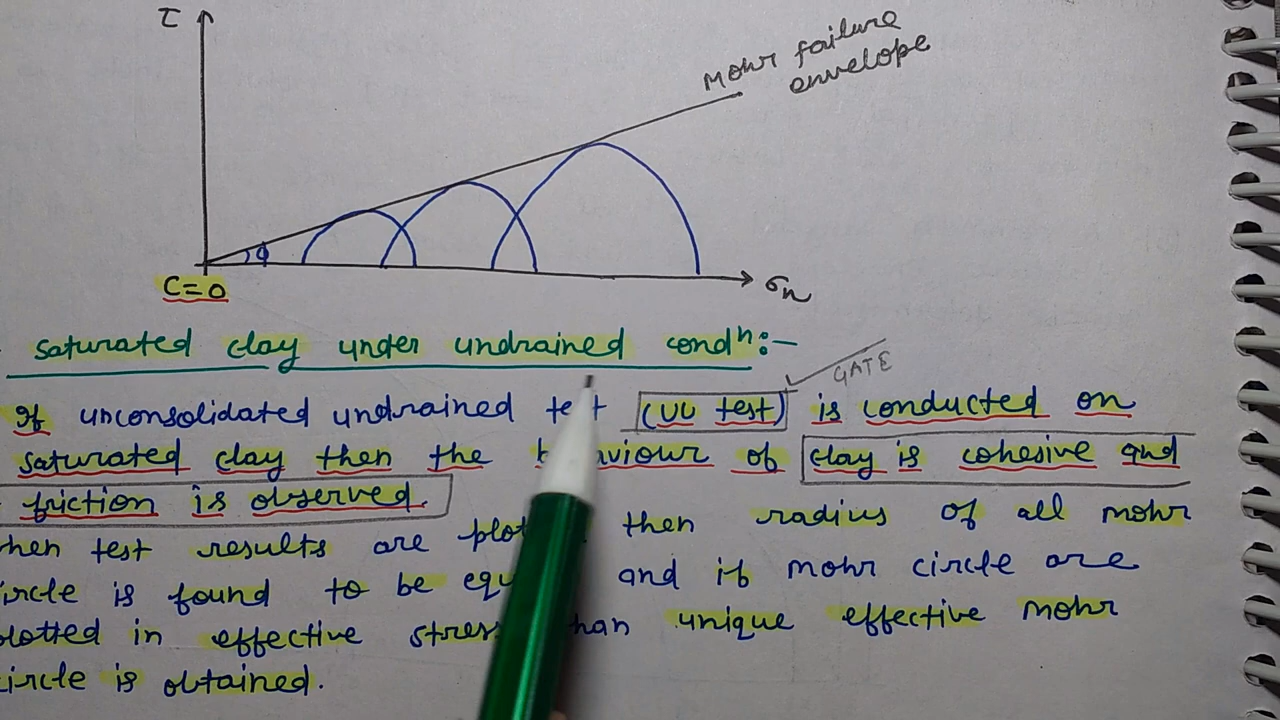 τ
Mohr failure
envelope
φ
C=0
σn
saturated clay under undrained condⁿ:-
GATE
If unconsolidated undrained test (UU test) is conducted on
saturated clay then the behaviour of clay is cohesive and
friction is observed.
hen test results are plot then radius of all mohr
ircle is found to be equ and if mohr circle are
lotted in effective stress than unique effective mohr
circle is obtained.